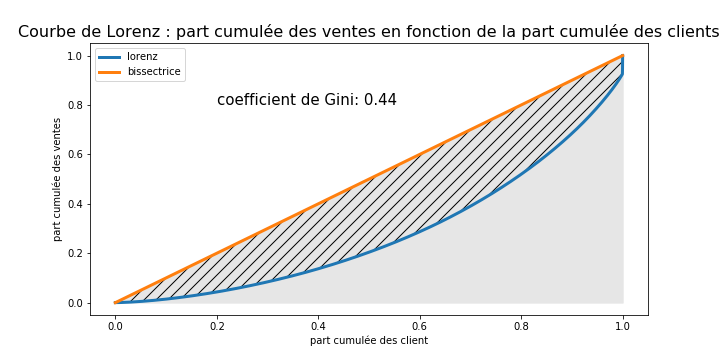 Courbe de Lorenz : part cumulée des ventes en fonction de la part cumulée des clients
lorenz
bissectrice
coefficient de Gini: 0.44
part cumulée des ventes
1.0
0.8
0.6
0.4
0.2
0.0
0.0 0.2 0.4 0.6 0.8 1.0
part cumulée des client